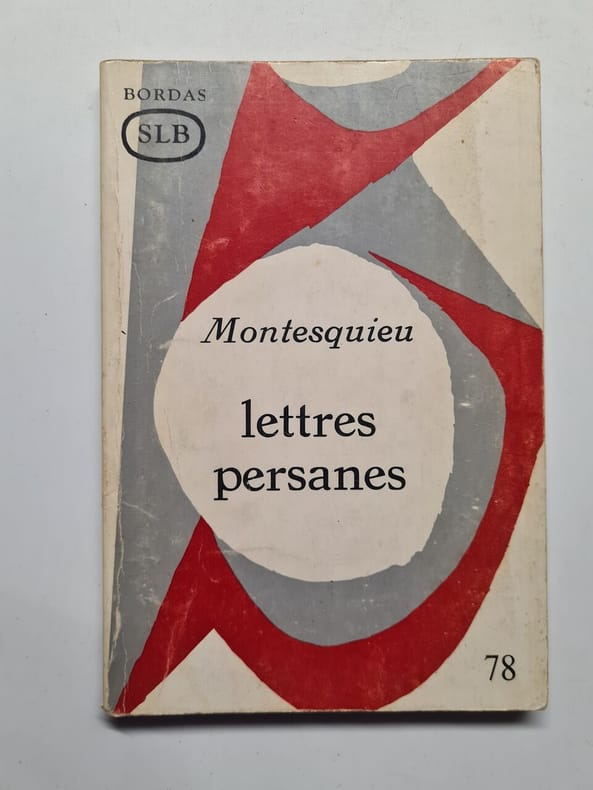 BORDAS
SLB
Montesquieu
lettres
persanes
78